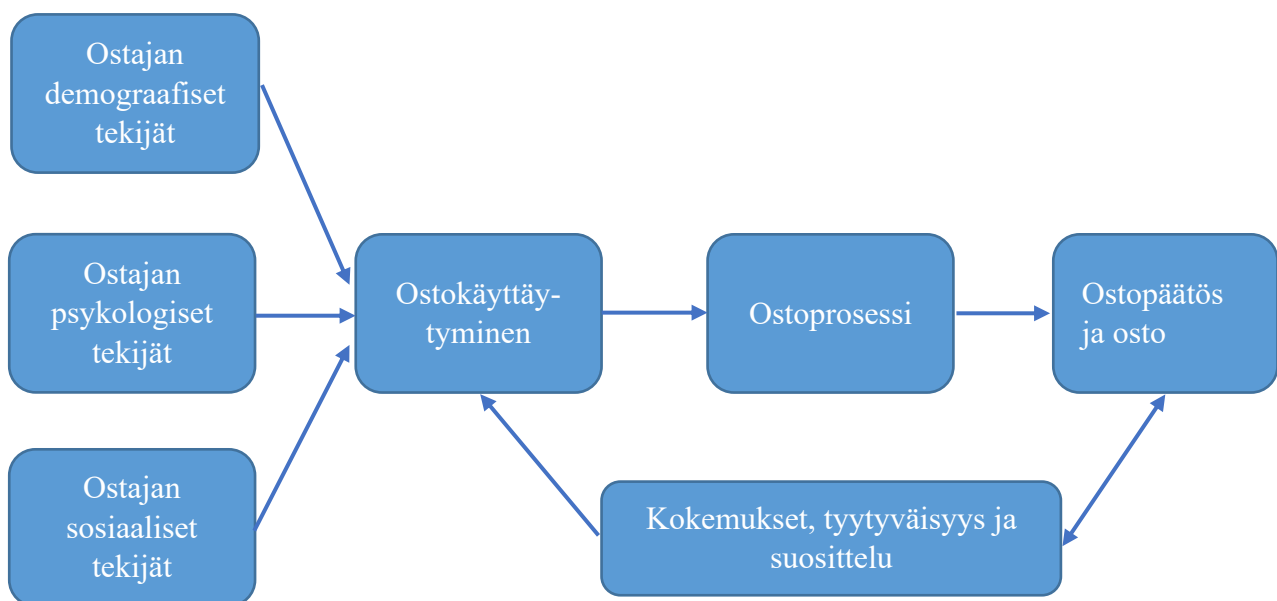 Ostajan
demograafiset
tekijät
Ostajan
psykologiset
tekijät
Ostajan
sosiaaliset
tekijät
Ostokäyttäy-
tyminen
Ostoprosessi
Ostopäätös
ja osto
Kokemukset, tyytyväisyys ja
suosittelu